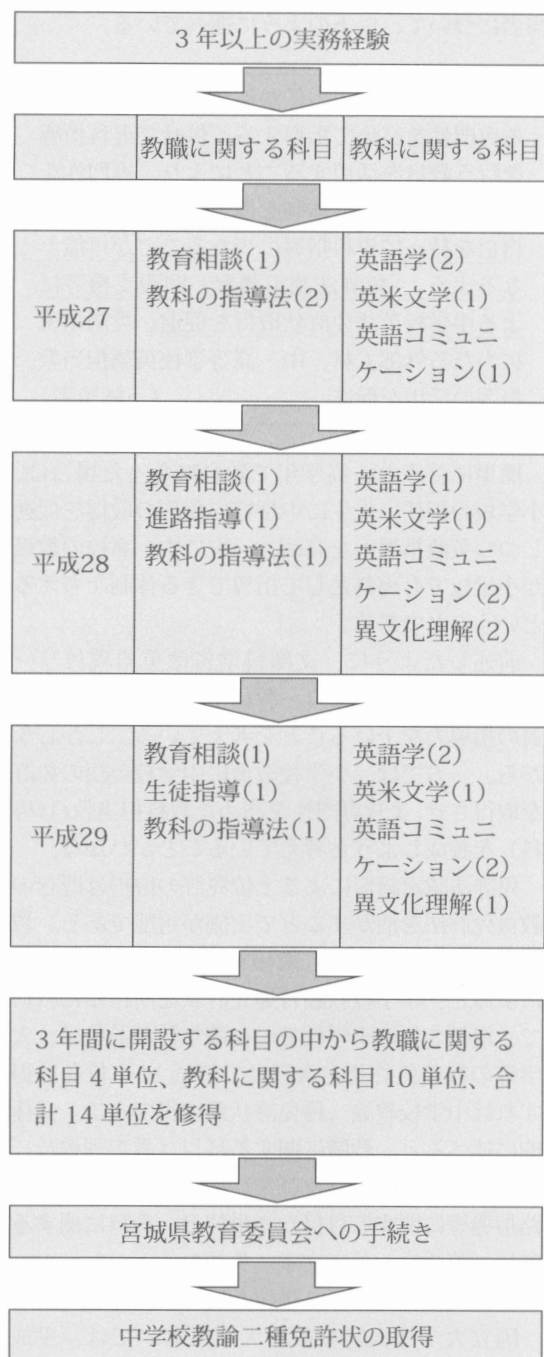 3年以上の実務経験
教職に関する科目 教科に関する科目
平成27
教育相談(1)
教科の指導法(2)
英語学(2)
英米文学(1)
英語コミュニ
ケーション(1)
平成28
教育相談(1)
進路指導(1)
教科の指導法(1)
英語学(1)
英米文学(1)
英語コミュニ
ケーション(2)
異文化理解(2)
平成29
教育相談(1)
生徒指導(1)
教科の指導法(1)
英語学(2)
英米文学(1)
英語コミュニ
ケーション(2)
異文化理解(1)
3年間に開設する科目の中から教職に関する
科目4単位、教科に関する科目10単位、合
計14単位を修得
宮城県教育委員会への手続き
中学校教諭二種免許状の取得